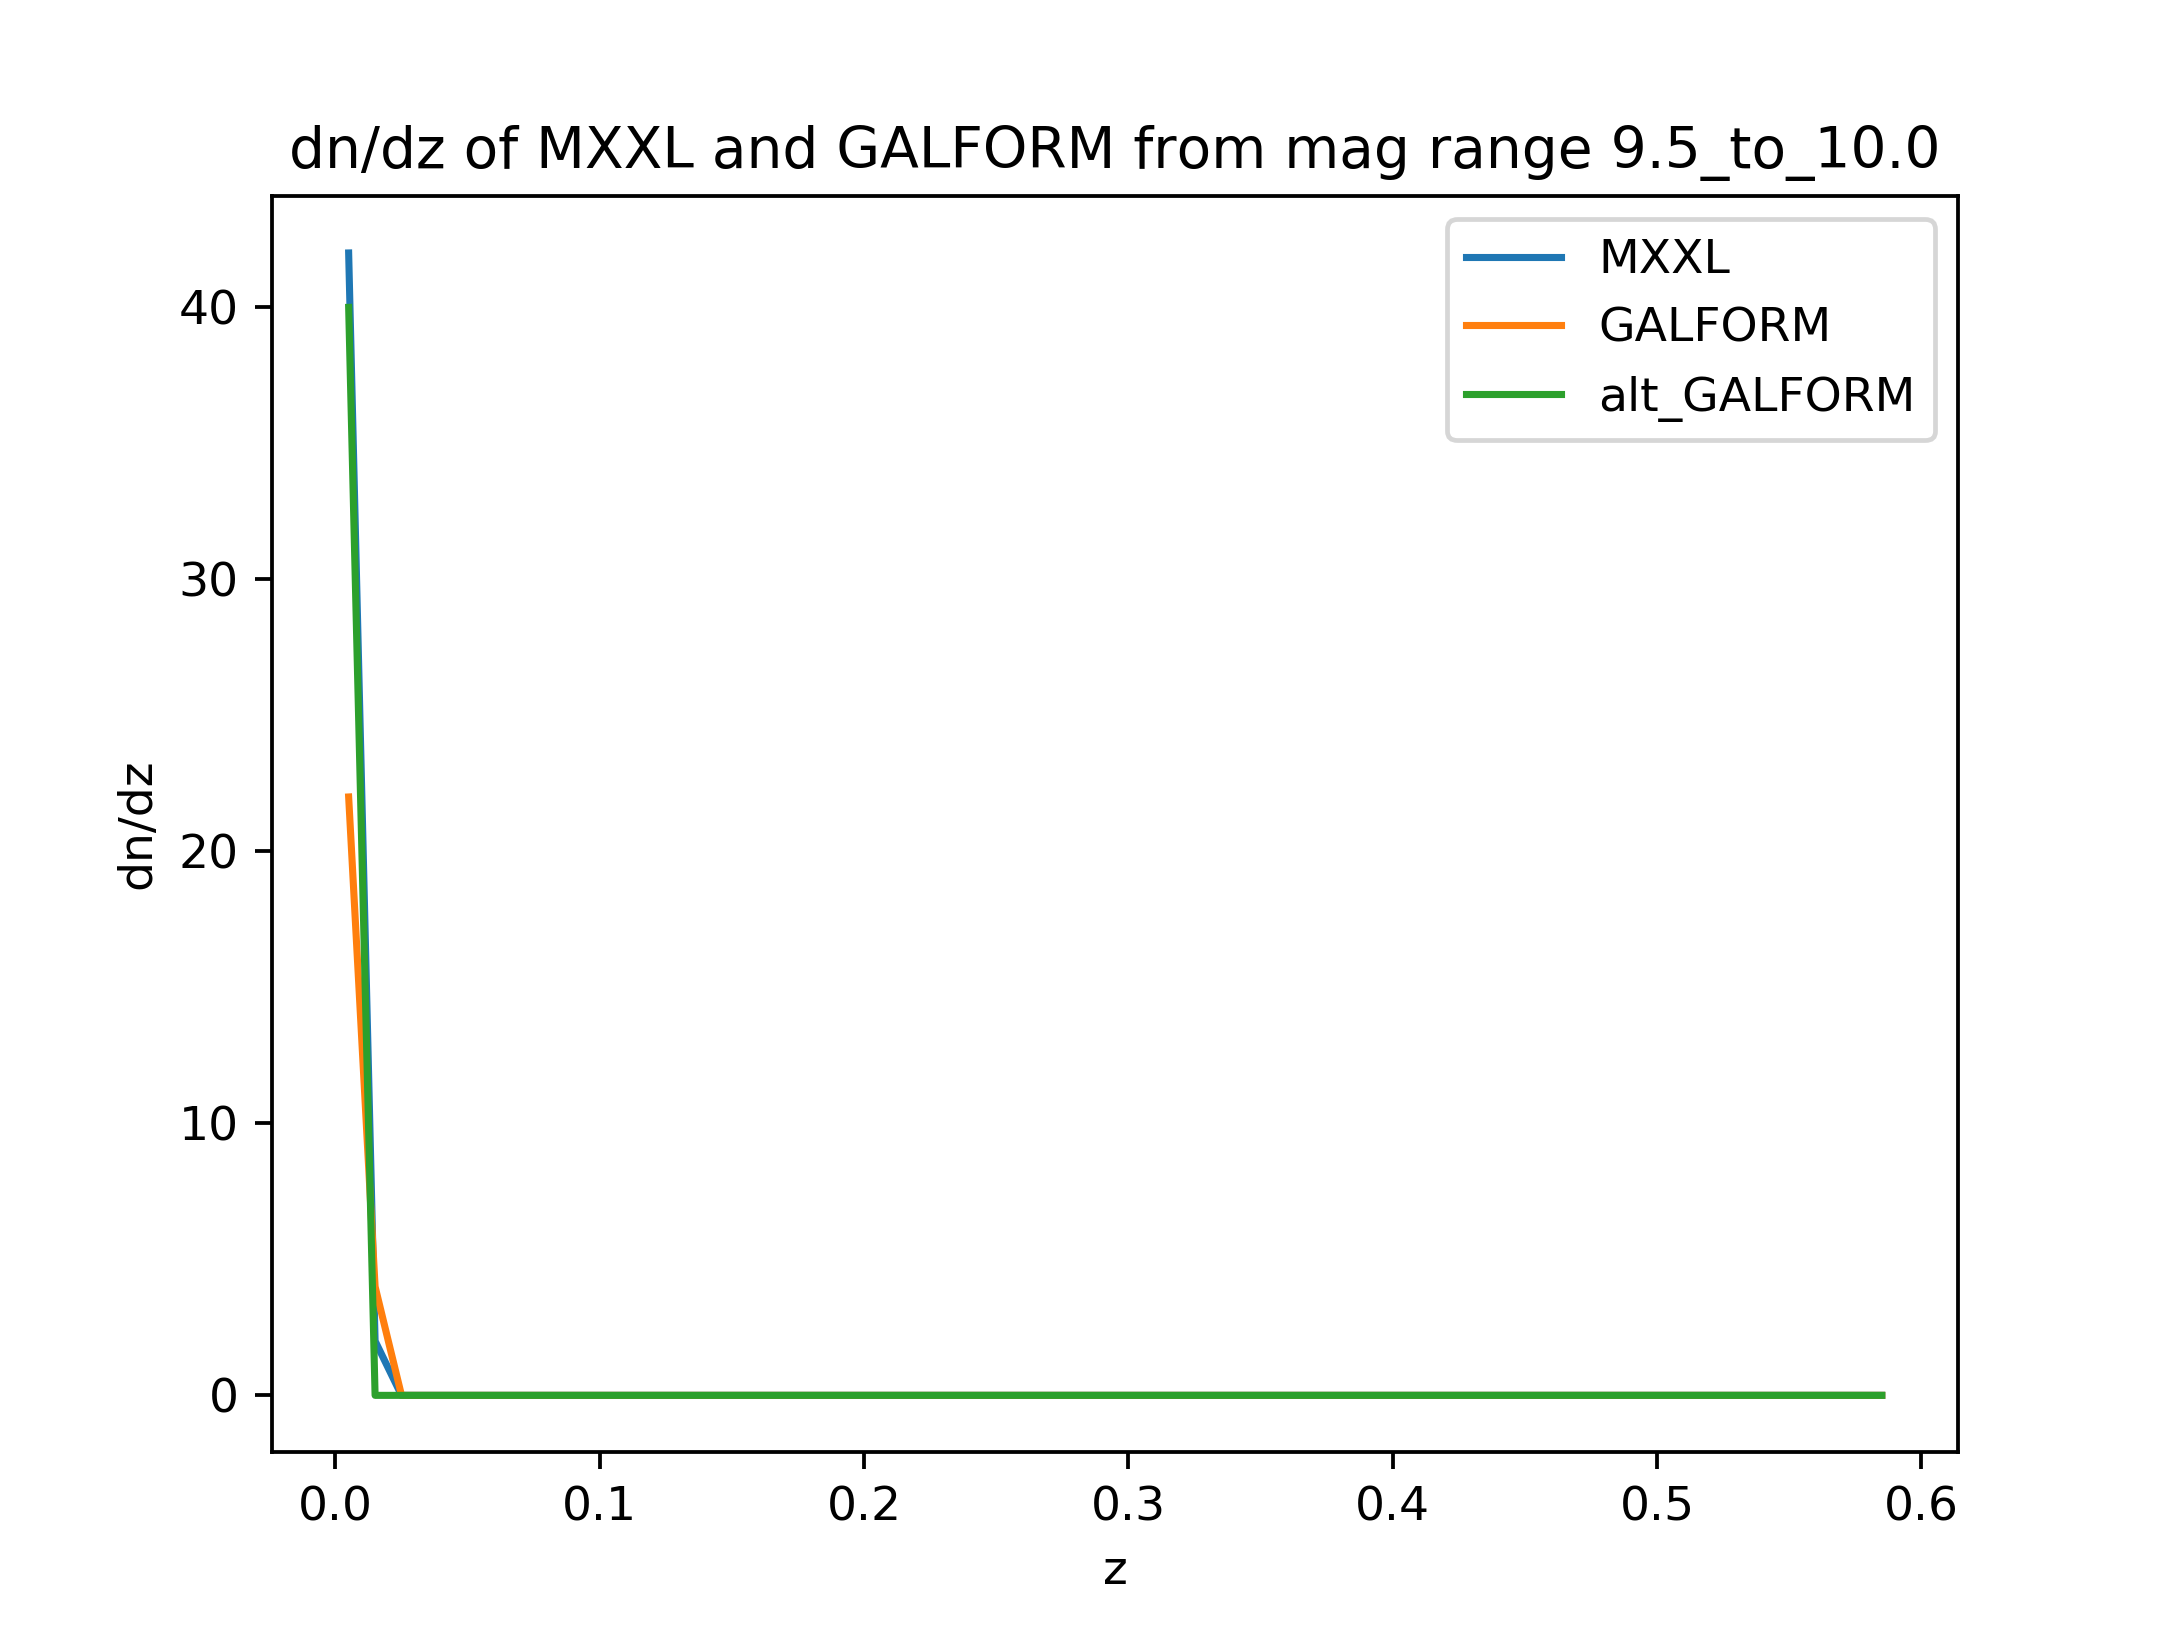 dn/dz of MXXL and GALFORM from mag range 9.5_to_10.0
MXXL
GALFORM
alt_GALFORM
dn/dz
40
30
20
10
0
0.0 0.1 0.2 0.3 0.4 0.5 0.6
z